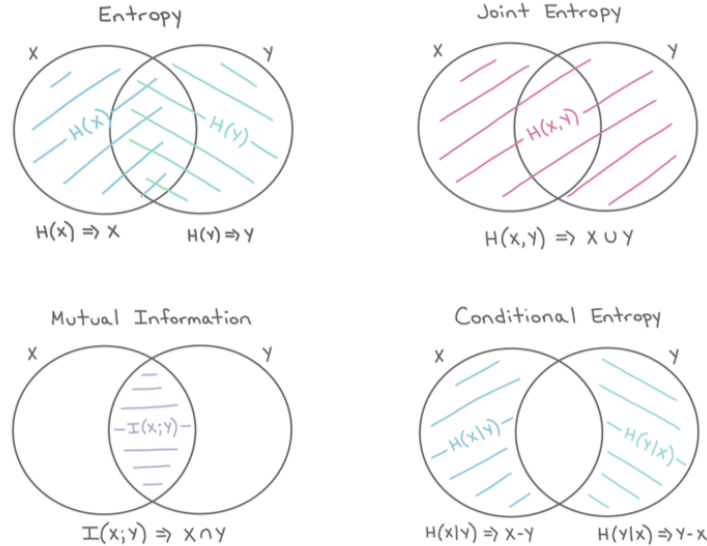 Entropy
X
Y
H(X)
H(Y)
H(X) ⇒ X
H(Y) ⇒ Y
Joint Entropy
X
Y
H(X,Y)
H(X,Y) ⇒ X ∪ Y
Mutual Information
X
Y
I(X;Y)
I(X;Y) ⇒ X ∩ Y
Conditional Entropy
X
Y
H(X|Y)
H(Y|X)
H(X|Y) ⇒ X-Y
H(Y|X) ⇒ Y-X